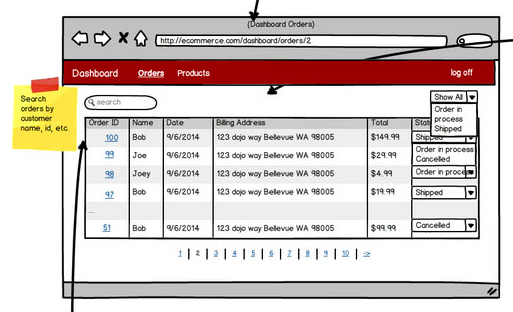 (Dashboard Orders)
http://ecommerce.com/dashboard/orders/2
Dashboard Orders Products log off
Search
orders by
customer
name, id, etc.
search
Show All
Order in
process
Shipped
Order ID Name Date Billing Address Total
100 Bob 9/6/2014 123 dojo way Bellevue WA 98005 $149.99
99 Joe 9/6/2014 123 dojo way Bellevue WA 98005 $29.99 Order in process
Cancelled
98 Joey 9/6/2014 123 dojo way Bellevue WA 98005 $4.99 Order in
97 Bob 9/6/2014 123 dojo way Bellevue WA 98005 $19.99 Shipped
...
51 Bob 9/6/2014 123 dojo way Bellevue WA 98005 $99.99 Cancelled
1 | 2 | 3 | 4 | 5 | 6 | 7 | 8 | 9 | 10 | ->